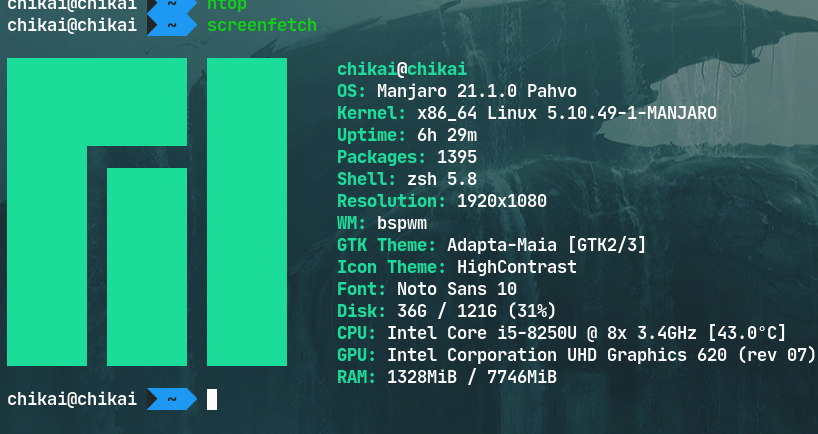 chikai@chikai ~ htop
chikai@chikai ~ screenfetch
chikai@chikai
OS: Manjaro 21.1.0 Pahvo
Kernel: x86_64 Linux 5.10.49-1-MANJARO
Uptime: 6h 29m
Packages: 1395
Shell: zsh 5.8
Resolution: 1920x1080
WM: bspwm
GTK Theme: Adapta-Maia [GTK2/3]
Icon Theme: HighContrast
Font: Noto Sans 10
Disk: 36G / 121G (31%)
CPU: Intel Core i5-8250U @ 8x 3.4GHz [43.0°C]
GPU: Intel Corporation UHD Graphics 620 (rev 07)
RAM: 1328MiB / 7746MiB
chikai@chikai ~